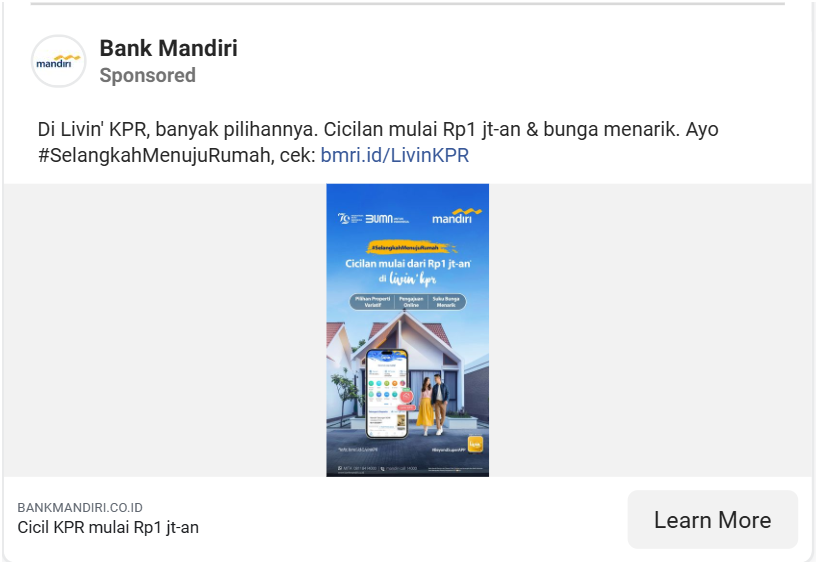 mandiri
Bank Mandiri
Sponsored
Di Livin' KPR, banyak pilihannya. Cicilan mulai Rp1 jt-an & bunga menarik. Ayo
#SelangkahMenujuRumah, cek: bmri.id/LivinKPR
BUMN
mandiri
#SelangkahMenujuRumah
Cicilan mulai dari Rp1 jt-an*
di livin' kpr
Pilihan Properti Variatif
Pengajuan Online
Suku Bunga Menarik
BANKMANDIRI.CO.ID
Cicil KPR mulai Rp1 jt-an
Learn More